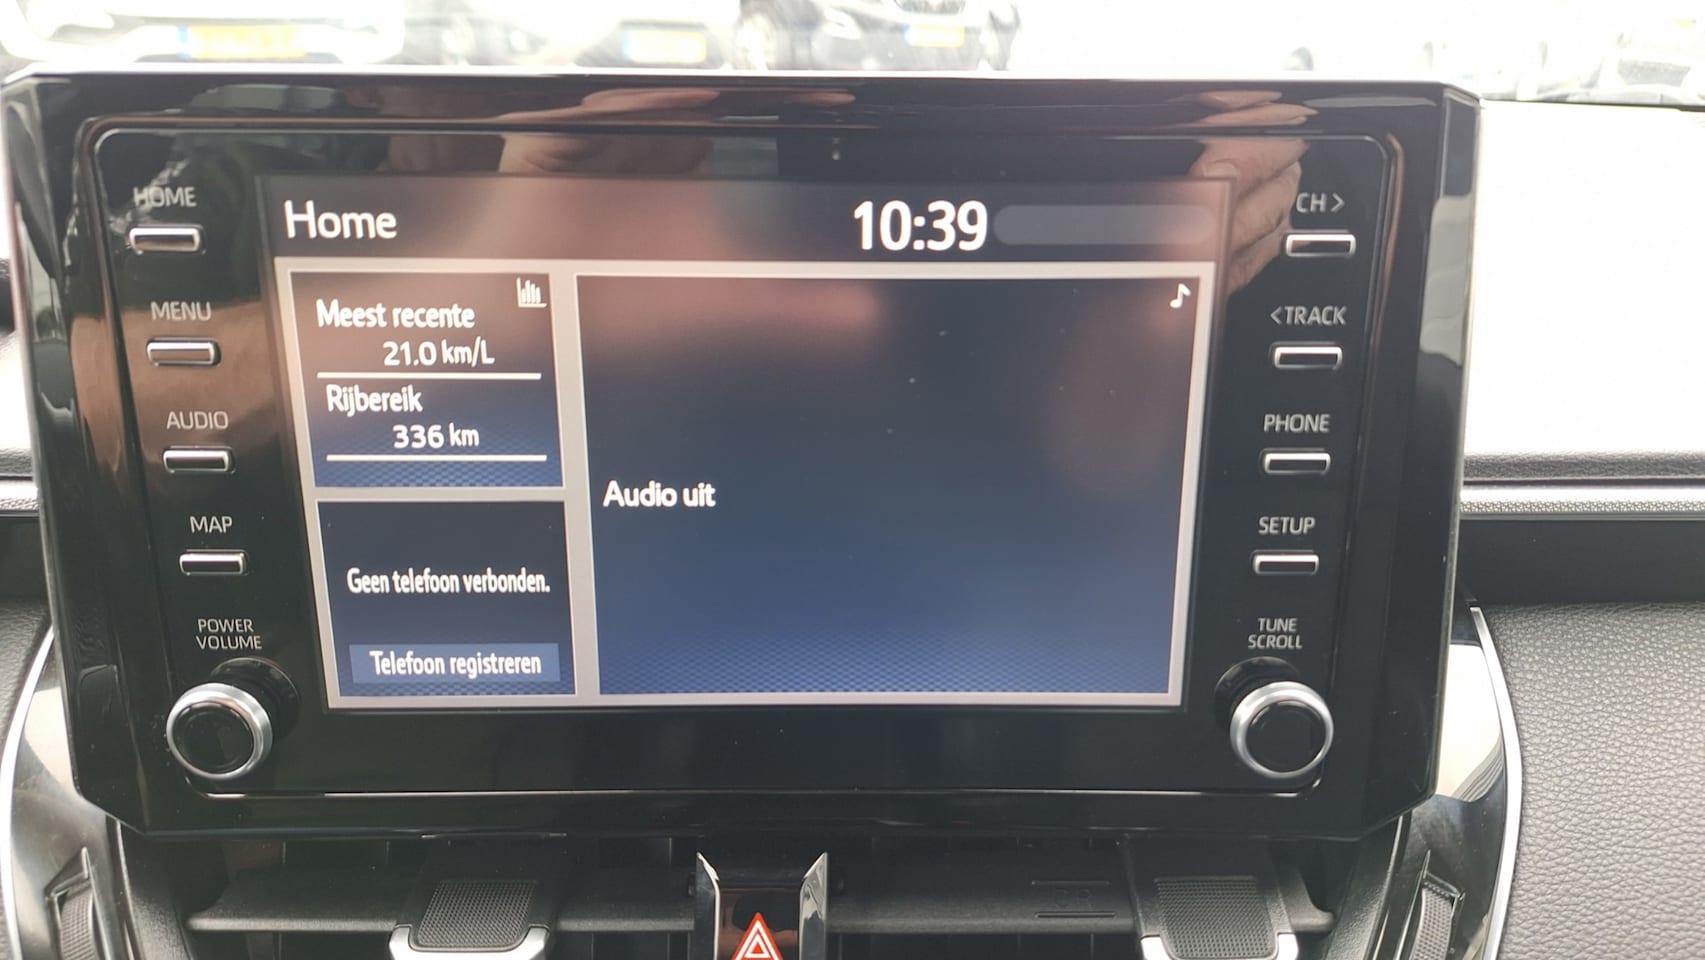 HOME
MENU
AUDIO
MAP
POWER
VOLUME
Home
10:39
Meest recente
21.0 km/L
Rijbereik
336 km
Geen telefoon verbonden.
Telefoon registreren
Audio uit
CH >
<TRACK
PHONE
SETUP
TUNE
SCROLL